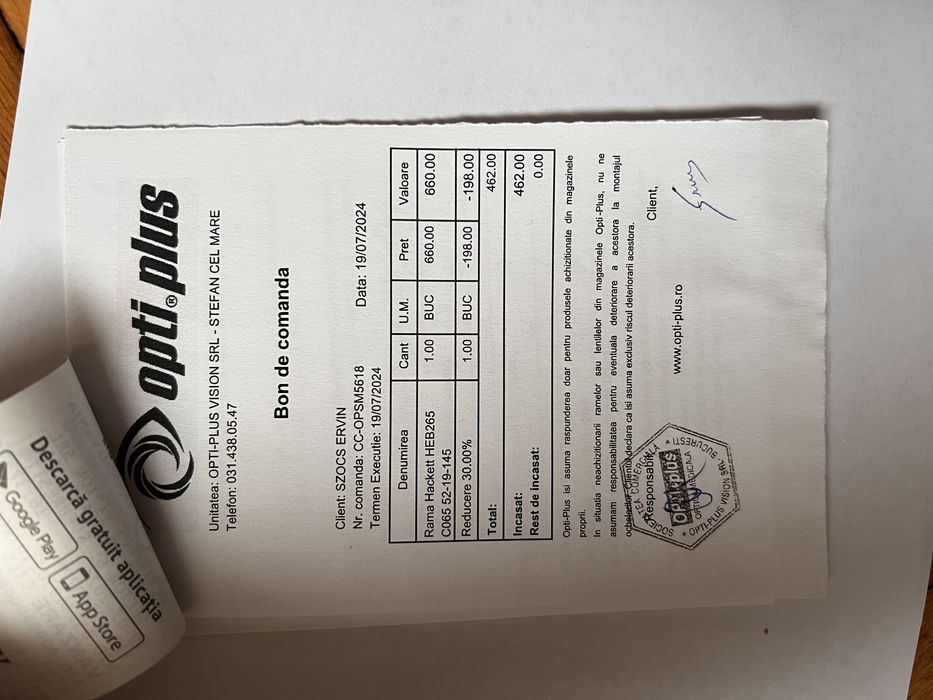 opti®plus
Unitatea: OPTI-PLUS VISION SRL - STEFAN CEL MARE
Telefon: 031.438.05.47
Bon de comanda
Client: SZOCS ERVIN
Nr. comanda: CC-OPSM5618 Data: 19/07/2024
Termen Executie: 19/07/2024
Denumirea Cant U.M. Pret Valoare
Rama Hackett HEB265 1.00 BUC 660.00 660.00
C065 52-19-145
Reducere 30.00% 1.00 BUC -198.00 -198.00
Total: 462.00
Incasat: 462.00
Rest de incasat: 0.00
Opti-Plus isi asuma raspunderea doar pentru produsele achizitionate din magazinele
proprii.
In situatia neachizitionarii ramelor sau lentilelor din magazinele Opti-Plus, nu ne
asumam responsabilitatea pentru eventuala deteriorare a acestora la montajul
ochelarilor. Clientul declara ca isi asuma exclusiv riscul deteriorarii acestora.
Responsabil, Client,
SOCIETATEA COMERCIALA
OPTI-PLUS
OPTICA MEDICALA
* OPTI-PLUS VISION SRL *
BUCURESTI
www.opti-plus.ro
Descarcă gratuit aplicația
Google Play
App Store